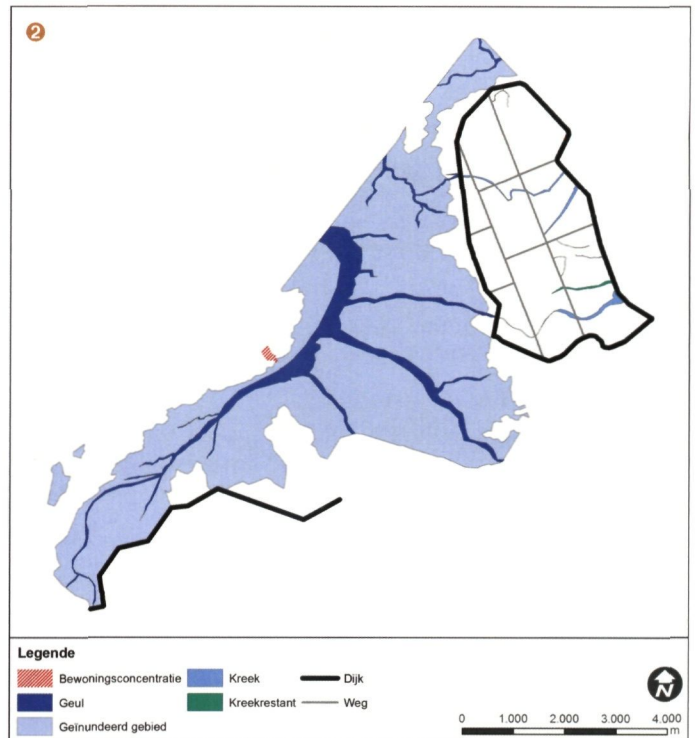 2
Legende
Bewoningsconcentratie
Kreek
Dijk
Geul
Kreekrestant
Weg
Geïnundeerd gebied
N
0 1.000 2.000 3.000 4.000
m